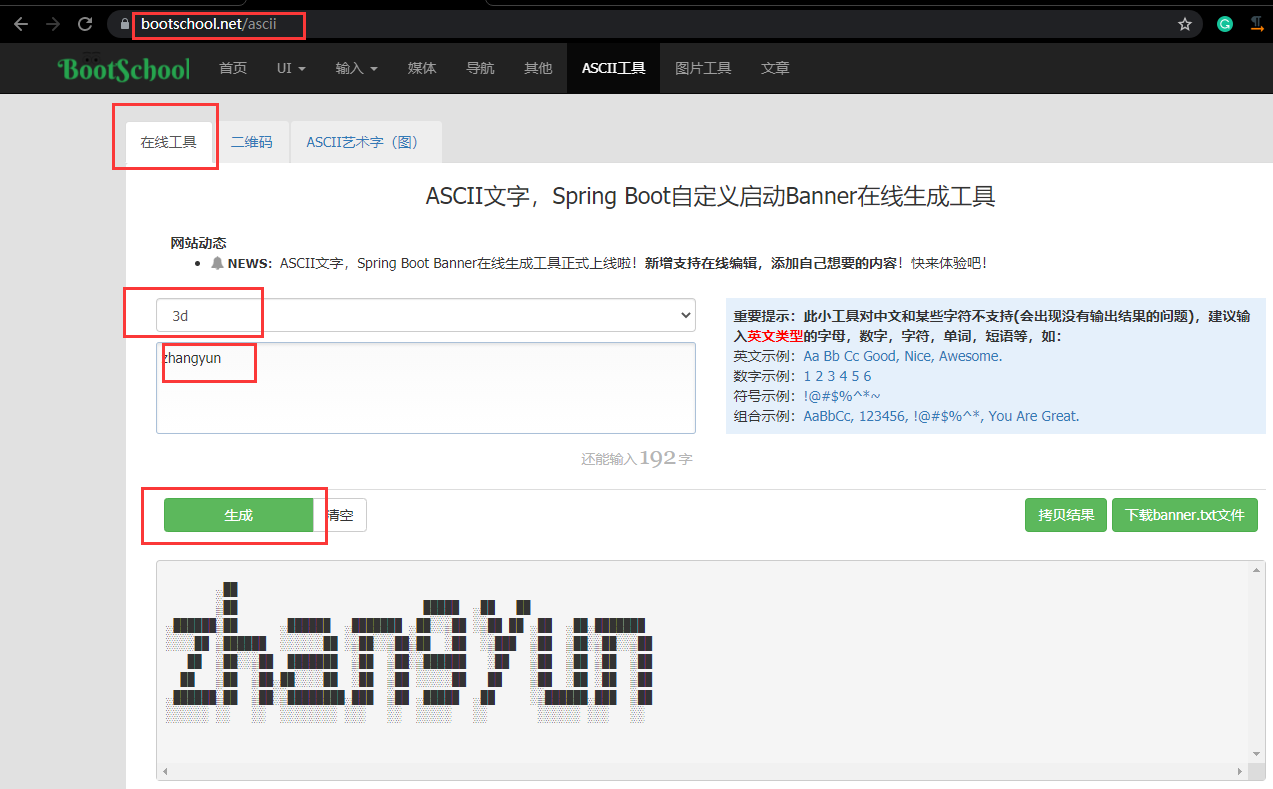 bootschool.net/ascii
BootSchool 首页 UI 输入 媒体 导航 其他 ASCII工具 图片工具 文章
在线工具 二维码 ASCII艺术字（图）
ASCII文字，Spring Boot自定义启动Banner在线生成工具
网站动态
NEWS：ASCII文字，Spring Boot Banner在线生成工具正式上线啦！新增支持在线编辑，添加自己想要的内容！快来体验吧！
3d
zhangyun
重要提示：此小工具对中文和某些字符不支持(会出现没有输出结果的问题)，建议输
入英文类型的字母，数字，字符，单词，短语等，如：
英文示例：Aa Bb Cc Good, Nice, Awesome.
数字示例：1 2 3 4 5 6
符号示例：!@#$%^*~
组合示例：AaBbCc, 123456, !@#$%^*, You Are Great.
还能输入192字
生成 清空 拷贝结果 下载banner.txt文件
zhangyun